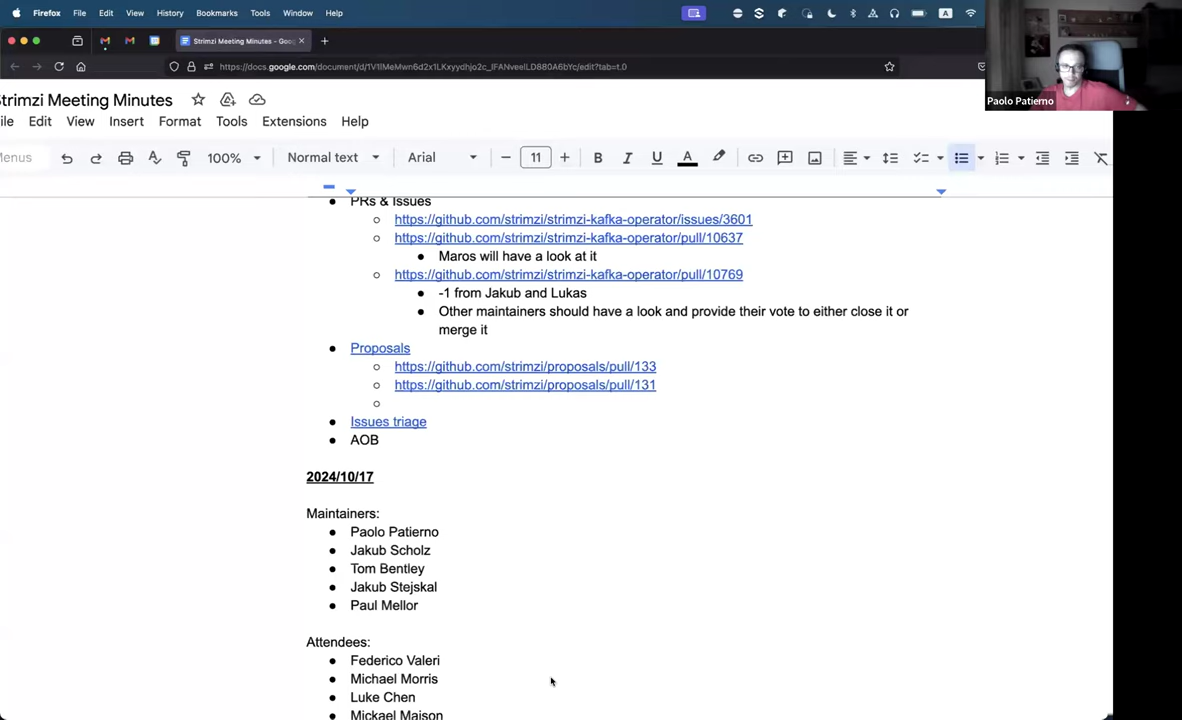 Firefox File Edit View History Bookmarks Tools Window Help
Strimzi Meeting Minutes - Goog
https://docs.google.com/document/d/1V1lMeMwn6d2x1LKxyydhjo2c_IFANveelLD880A6bYc/edit?tab=t.0
Paolo Patierno
trimzi Meeting Minutes
ile Edit View Insert Format Tools Extensions Help
Menus 100% Normal text Arial 11 B I U A
PRs & Issues
https://github.com/strimzi/strimzi-kafka-operator/issues/3601
https://github.com/strimzi/strimzi-kafka-operator/pull/10637
Maros will have a look at it
https://github.com/strimzi/strimzi-kafka-operator/pull/10769
-1 from Jakub and Lukas
Other maintainers should have a look and provide their vote to either close it or
merge it
Proposals
https://github.com/strimzi/proposals/pull/133
https://github.com/strimzi/proposals/pull/131
Issues triage
AOB
2024/10/17
Maintainers:
Paolo Patierno
Jakub Scholz
Tom Bentley
Jakub Stejskal
Paul Mellor
Attendees:
Federico Valeri
Michael Morris
Luke Chen
Mickael Maison